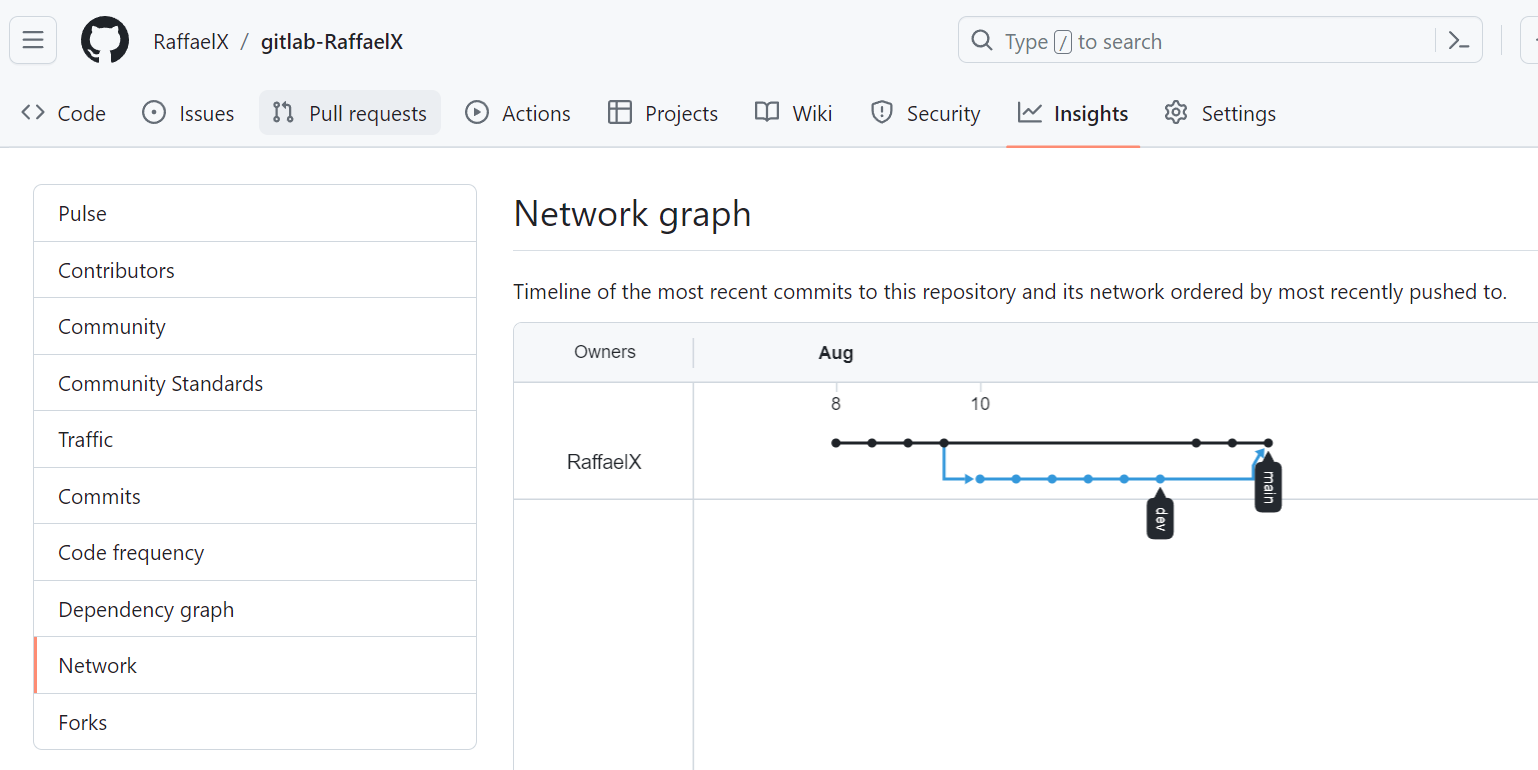 RaffaelX / gitlab-RaffaelX
Type / to search
Code Issues Pull requests Actions Projects Wiki Security Insights Settings
Pulse
Contributors
Community
Community Standards
Traffic
Commits
Code frequency
Dependency graph
Network
Forks
Network graph
Timeline of the most recent commits to this repository and its network ordered by most recently pushed to.
Owners Aug
8 10
RaffaelX
main
dev